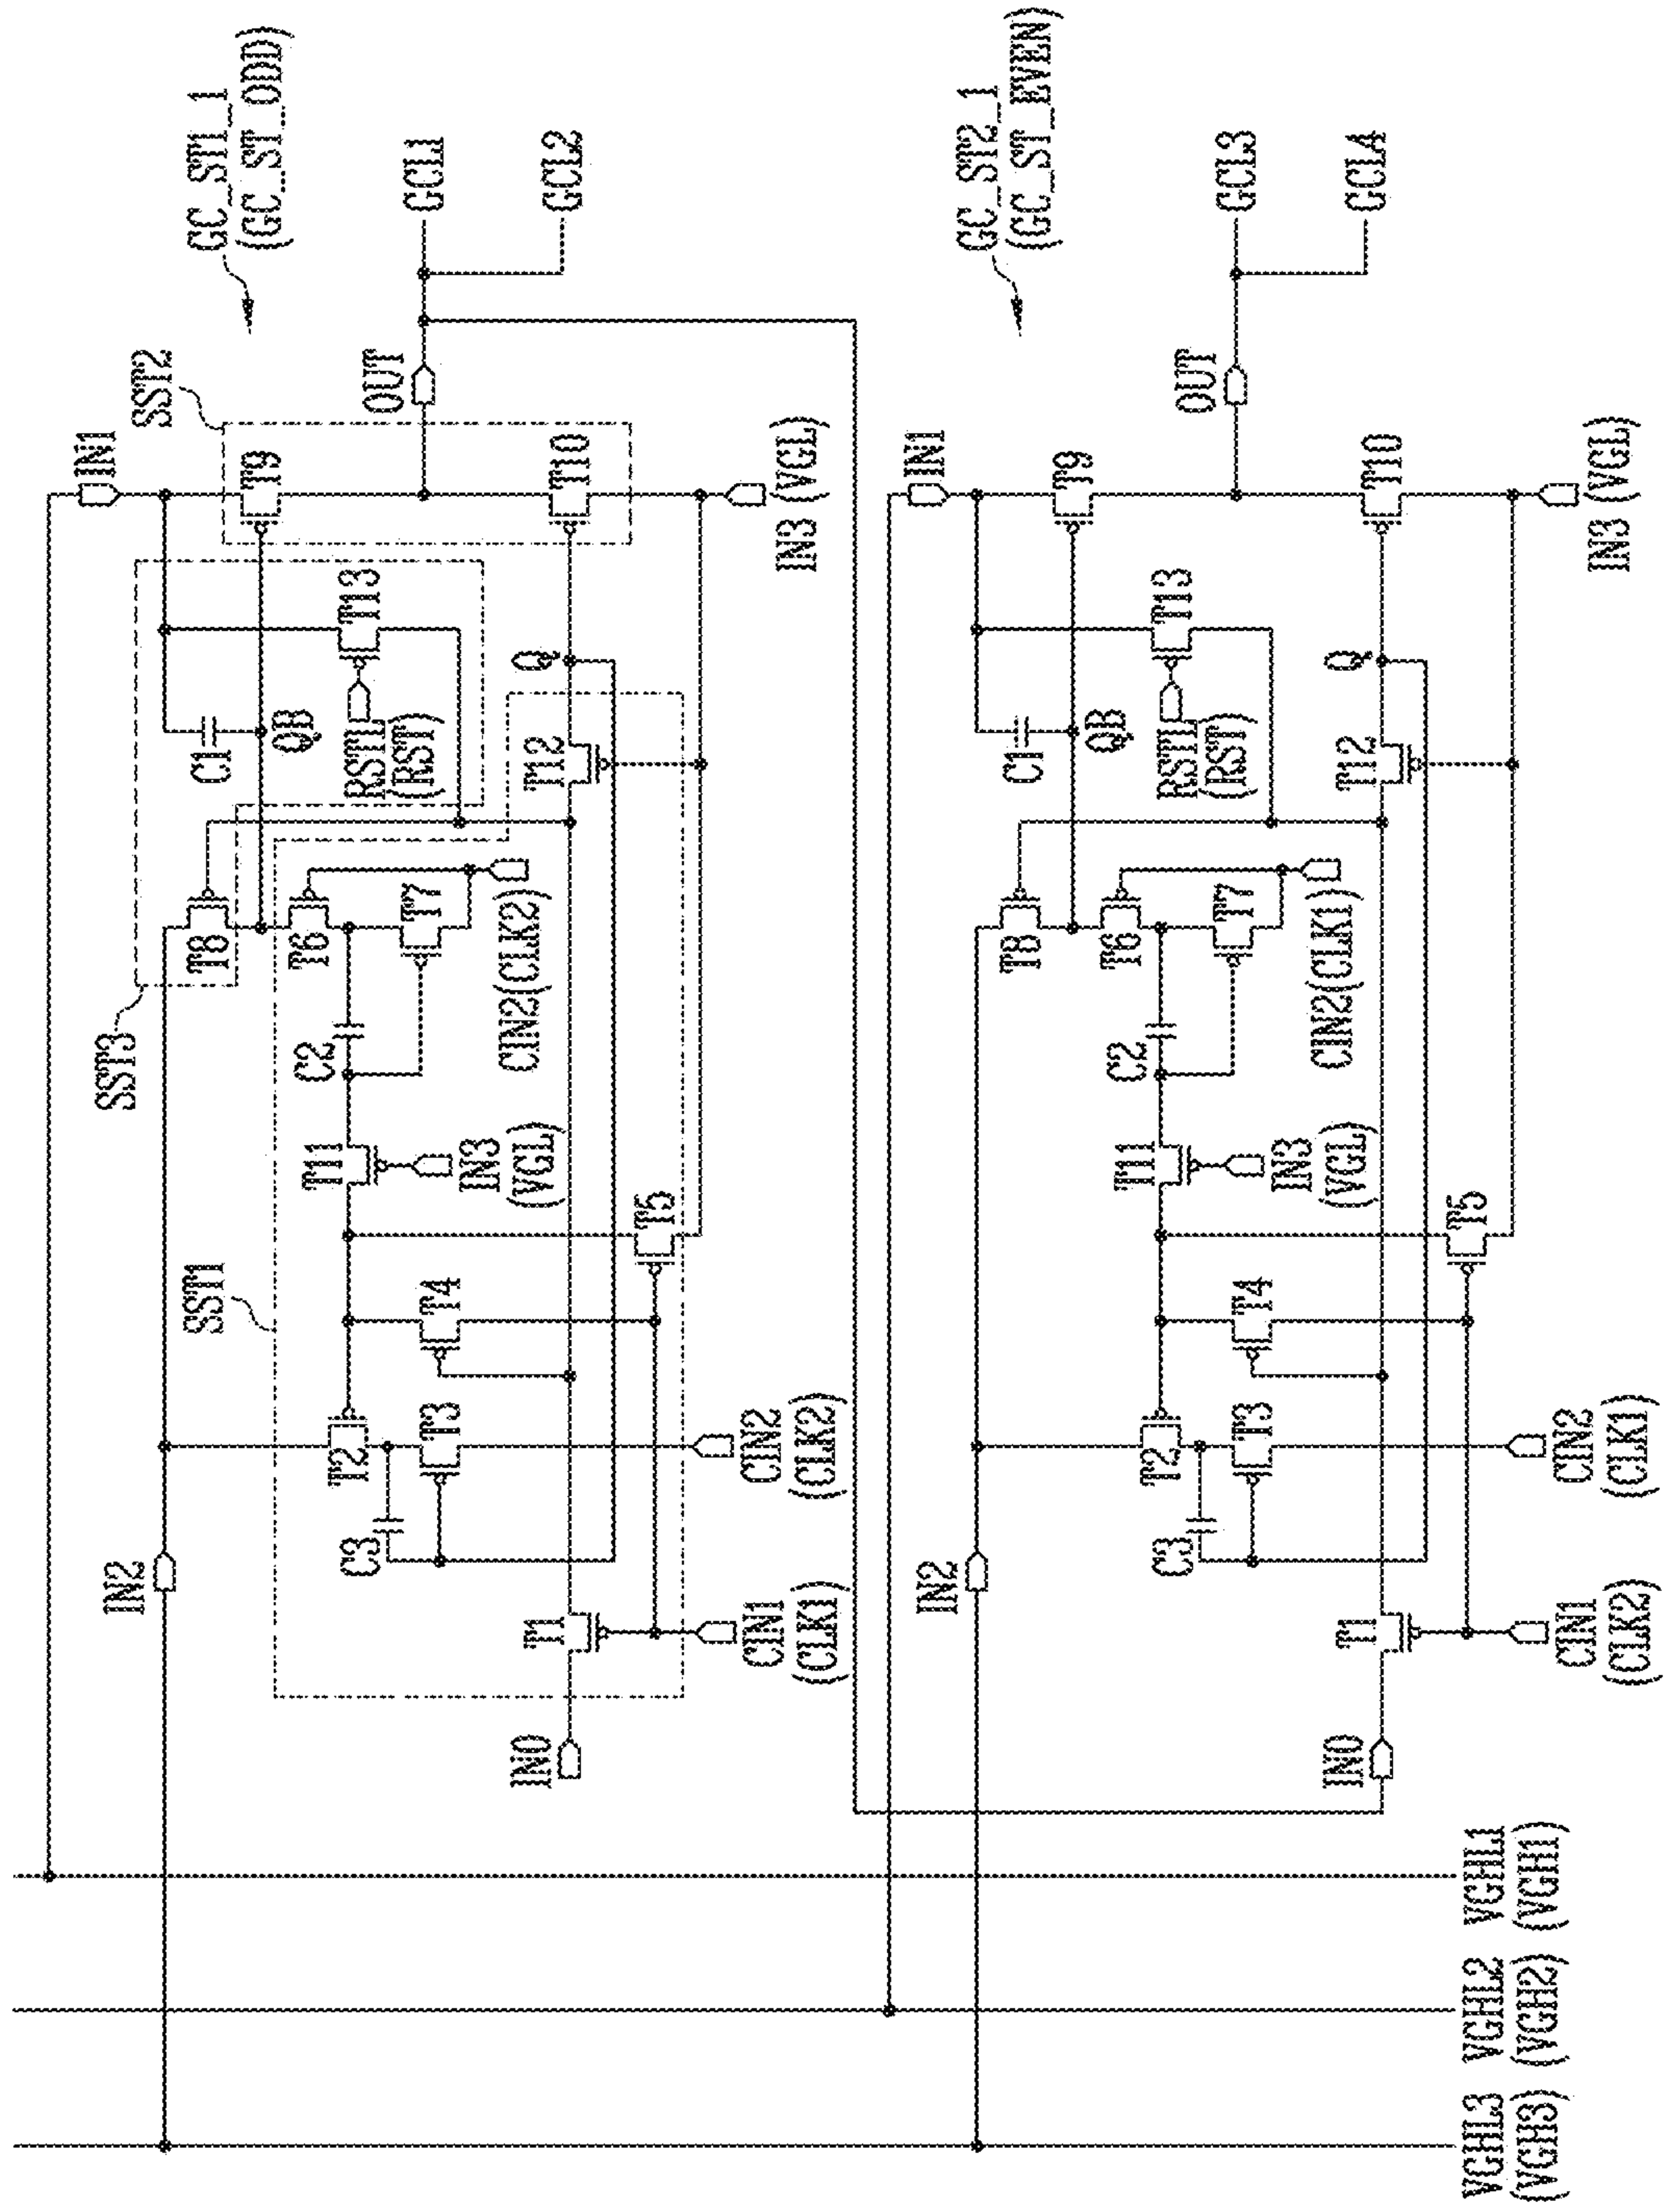 GC_ST1_1
(GC_ST_ODD)
SST2
IN1
T9
OUT
GCL1
GCL2
T10
IN3 (VGL)
SST3
C1
QB
T13
RSTL
(RST)
Q
T12
T8
T6
T7
CIN2(CLK2)
C2
T11
IN3
(VGL)
T5
SST1
T4
T2
T3
C3
CIN2
(CLK2)
IN2
T1
CIN1
(CLK1)
IN0
GC_ST2_1
(GC_ST_EVEN)
IN1
T9
OUT
GCL3
GCL4
T10
IN3 (VGL)
C1
QB
T13
RSTL
(RST)
Q
T12
T8
T6
T7
CIN2(CLK1)
C2
T11
IN3
(VGL)
T5
T4
T2
T3
C3
CIN2
(CLK1)
IN2
T1
CIN1
(CLK2)
IN0
VGHL1
(VGH1)
VGHL2
(VGH2)
VGHL3
(VGH3)